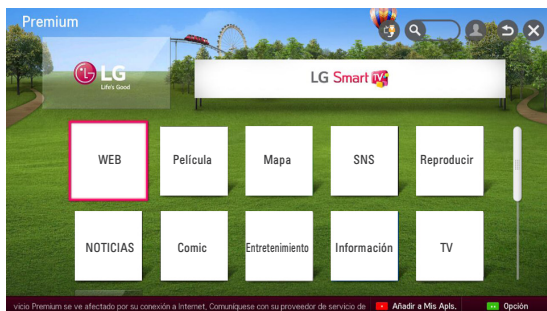 Premium
LG
Life's Good
LG Smart TV
WEB
Película
Mapa
SNS
Reproducir
NOTICIAS
Comic
Entretenimiento
Información
TV
vicio Premium se ve afectado por su conexión a Internet, Comuníquese con su proveedor de servicio de
Añadir a Mis Apls.
Opción